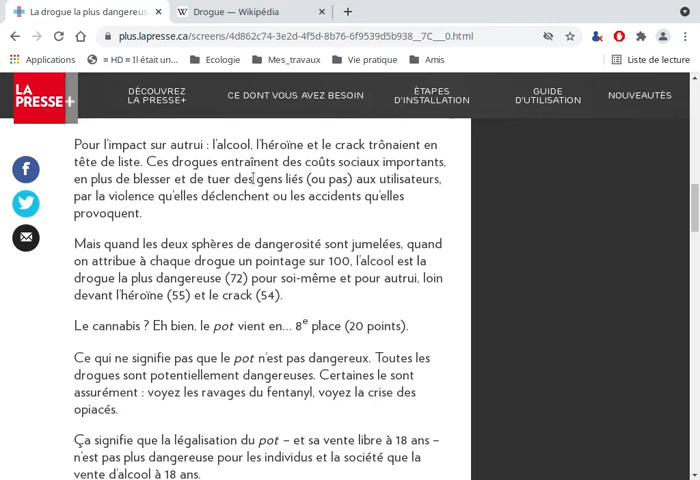 La drogue la plus dangereus
Drogue — Wikipédia
plus.lapresse.ca/screens/4d862c74-3e2d-4f5d-8b76-6f9539d5b938__7C___0.html
Applications
≡ HD ≡ Il était un...
Ecologie
Mes_travaux
Vie pratique
Amis
Liste de lecture
LA PRESSE+
DÉCOUVREZ LA PRESSE+
CE DONT VOUS AVEZ BESOIN
ÉTAPES D'INSTALLATION
GUIDE D'UTILISATION
NOUVEAUTÉS
Pour l'impact sur autrui : l'alcool, l'héroïne et le crack trônaient en
tête de liste. Ces drogues entraînent des coûts sociaux importants,
en plus de blesser et de tuer des gens liés (ou pas) aux utilisateurs,
par la violence qu'elles déclenchent ou les accidents qu'elles
provoquent.
Mais quand les deux sphères de dangerosité sont jumelées, quand
on attribue à chaque drogue un pointage sur 100, l'alcool est la
drogue la plus dangereuse (72) pour soi-même et pour autrui, loin
devant l'héroïne (55) et le crack (54).
Le cannabis ? Eh bien, le pot vient en... 8e place (20 points).
Ce qui ne signifie pas que le pot n'est pas dangereux. Toutes les
drogues sont potentiellement dangereuses. Certaines le sont
assurément : voyez les ravages du fentanyl, voyez la crise des
opiacés.
Ça signifie que la légalisation du pot – et sa vente libre à 18 ans –
n'est pas plus dangereuse pour les individus et la société que la
vente d'alcool à 18 ans.